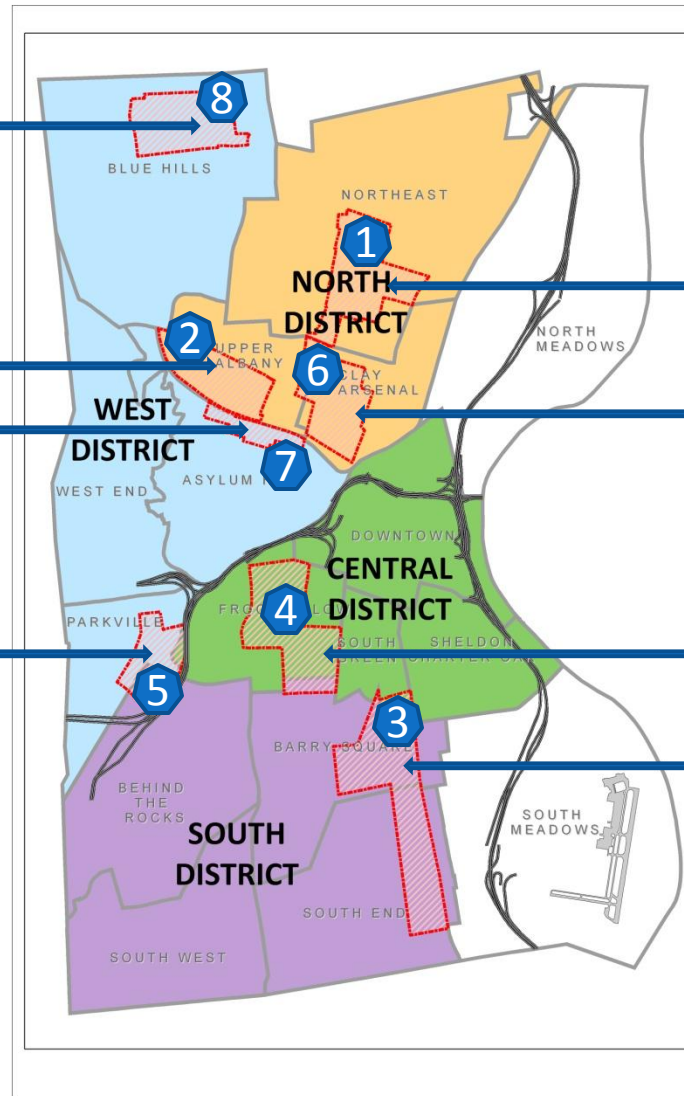 8
BLUE HILLS
NORTHEAST
1
NORTH
DISTRICT
2
UPPER
ALBANY
6
CLAY
ARSENAL
NORTH
MEADOWS
WEST
DISTRICT
7
ASYLUM
WEST END
DOWNTOWN
CENTRAL
DISTRICT
4
PARKVILLE
SOUTH
SHELDON
5
3
BARRY SQUARE
BEHIND
THE
ROCKS
SOUTH
DISTRICT
SOUTH
MEADOWS
SOUTH END
SOUTH WEST